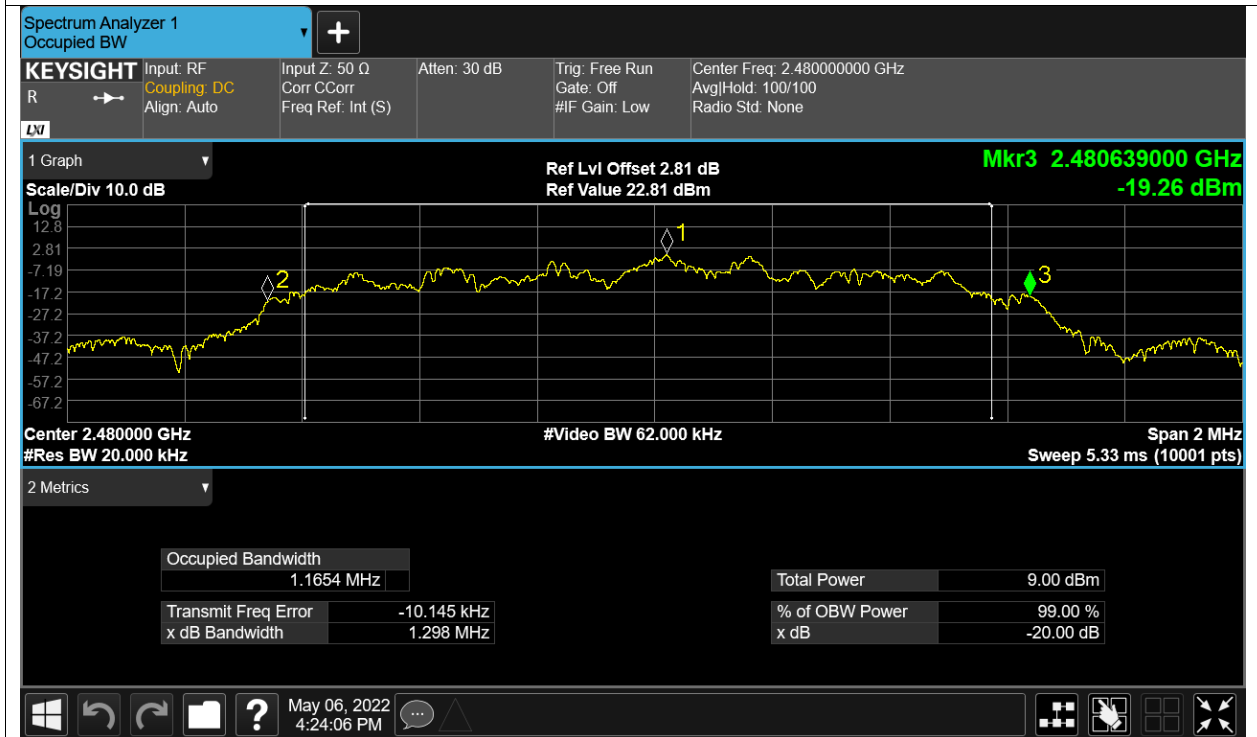 Spectrum Analyzer 1
Occupied BW
KEYSIGHT
R
LXI
Input: RF
Coupling: DC
Align: Auto
Input Z: 50 Ω
Corr CCorr
Freq Ref: Int (S)
Atten: 30 dB
Trig: Free Run
Gate: Off
#IF Gain: Low
Center Freq: 2.480000000 GHz
Avg|Hold: 100/100
Radio Std: None
1 Graph
Scale/Div 10.0 dB
Ref Lvl Offset 2.81 dB
Ref Value 22.81 dBm
Mkr3 2.480639000 GHz
-19.26 dBm
Log
12.8
2.81
-7.19
-17.2
-27.2
-37.2
-47.2
-57.2
-67.2
1
2
3
Center 2.480000 GHz
#Video BW 62.000 kHz
Span 2 MHz
#Res BW 20.000 kHz
Sweep 5.33 ms (10001 pts)
2 Metrics
Occupied Bandwidth
1.1654 MHz
Total Power 9.00 dBm
Transmit Freq Error -10.145 kHz
% of OBW Power 99.00 %
x dB Bandwidth 1.298 MHz
x dB -20.00 dB
?
May 06, 2022
4:24:06 PM